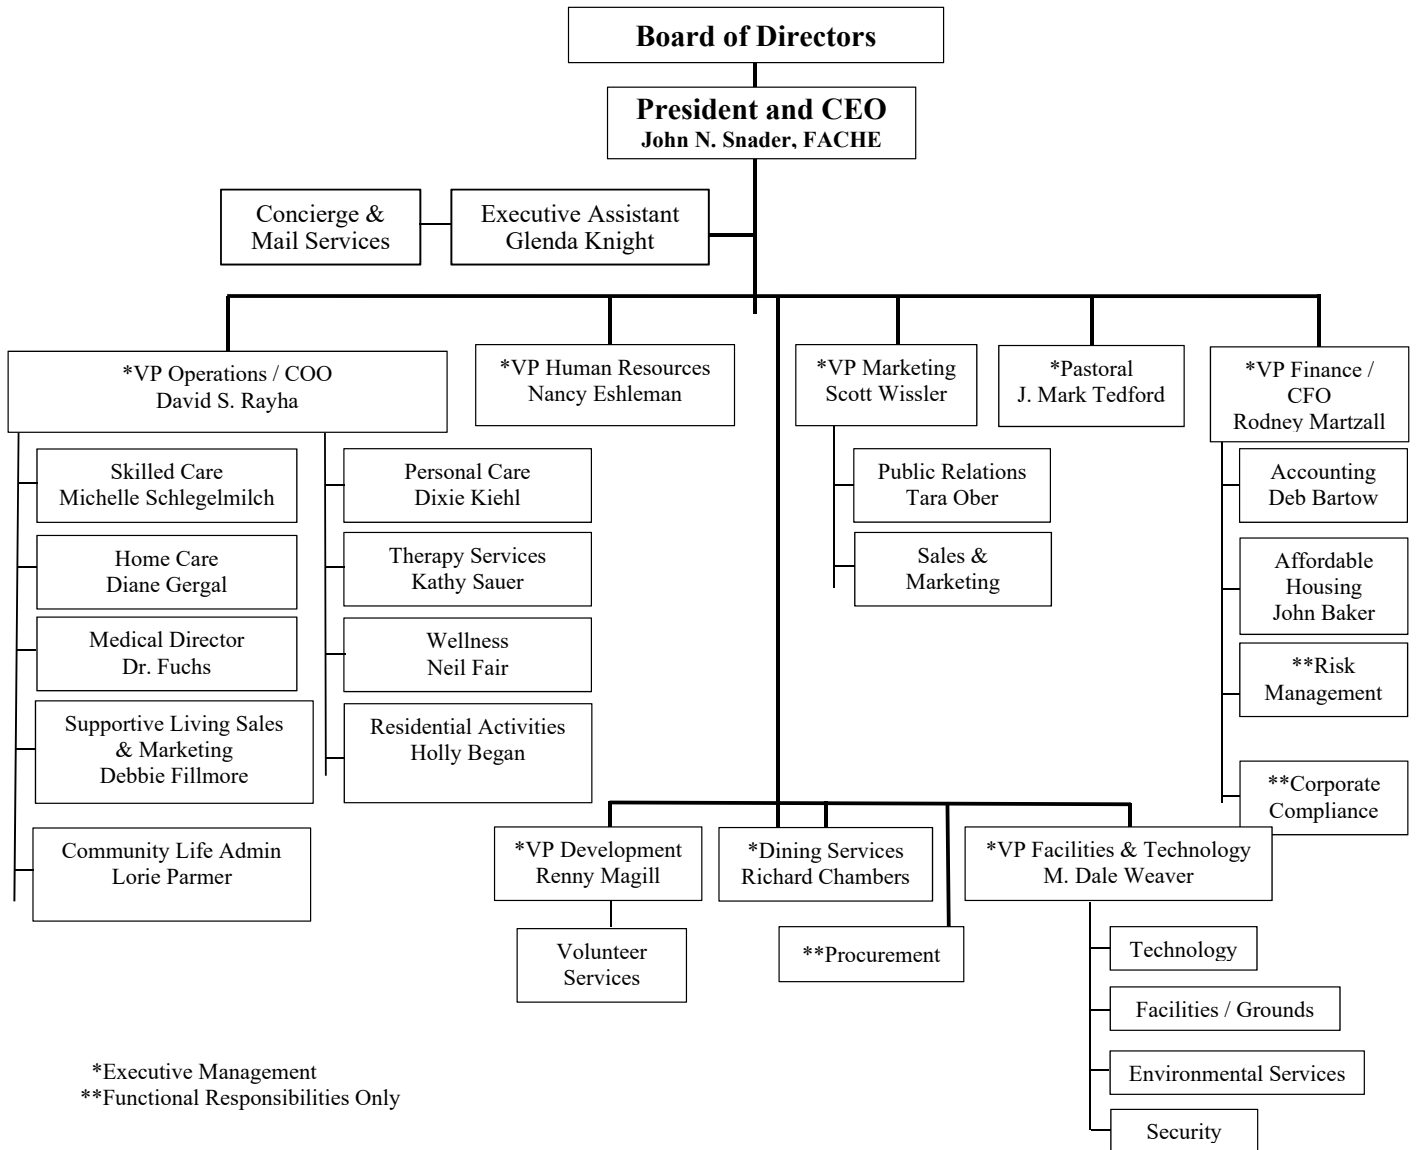 Board of Directors
President and CEO
John N. Snader, FACHE
Concierge &
Mail Services
Executive Assistant
Glenda Knight
*VP Operations / COO
David S. Rayha
*VP Human Resources
Nancy Eshleman
*VP Marketing
Scott Wissler
*Pastoral
J. Mark Tedford
*VP Finance /
CFO
Rodney Martzall
Skilled Care
Michelle Schlegelmilch
Personal Care
Dixie Kiehl
Public Relations
Tara Ober
Accounting
Deb Bartow
Home Care
Diane Gergal
Therapy Services
Kathy Sauer
Sales &
Marketing
Affordable
Housing
John Baker
Medical Director
Dr. Fuchs
Wellness
Neil Fair
**Risk
Management
Supportive Living Sales
& Marketing
Debbie Fillmore
Residential Activities
Holly Began
**Corporate
Compliance
Community Life Admin
Lorie Parmer
*VP Development
Renny Magill
*Dining Services
Richard Chambers
*VP Facilities & Technology
M. Dale Weaver
Volunteer
Services
**Procurement
Technology
Facilities / Grounds
Environmental Services
Security
*Executive Management
**Functional Responsibilities Only